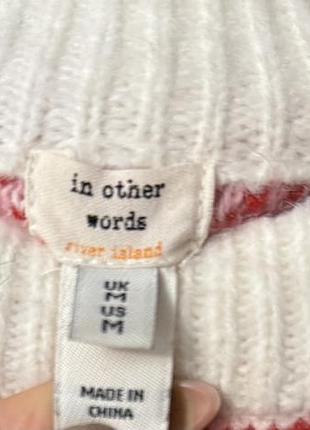 in other
words
river island
UK
M
US
M
MADE IN
CHINA